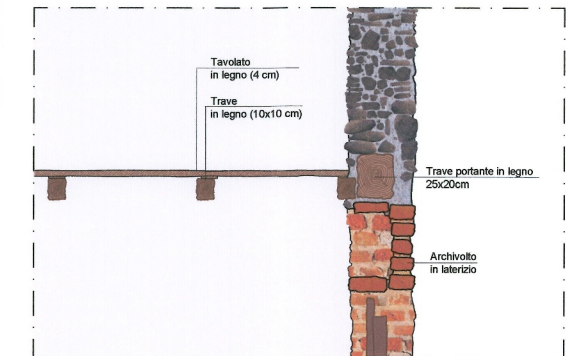 Tavolato
in legno (4 cm)
Trave
in legno (10x10 cm)
Trave portante in legno
25x20cm
Archivolto
in laterizio